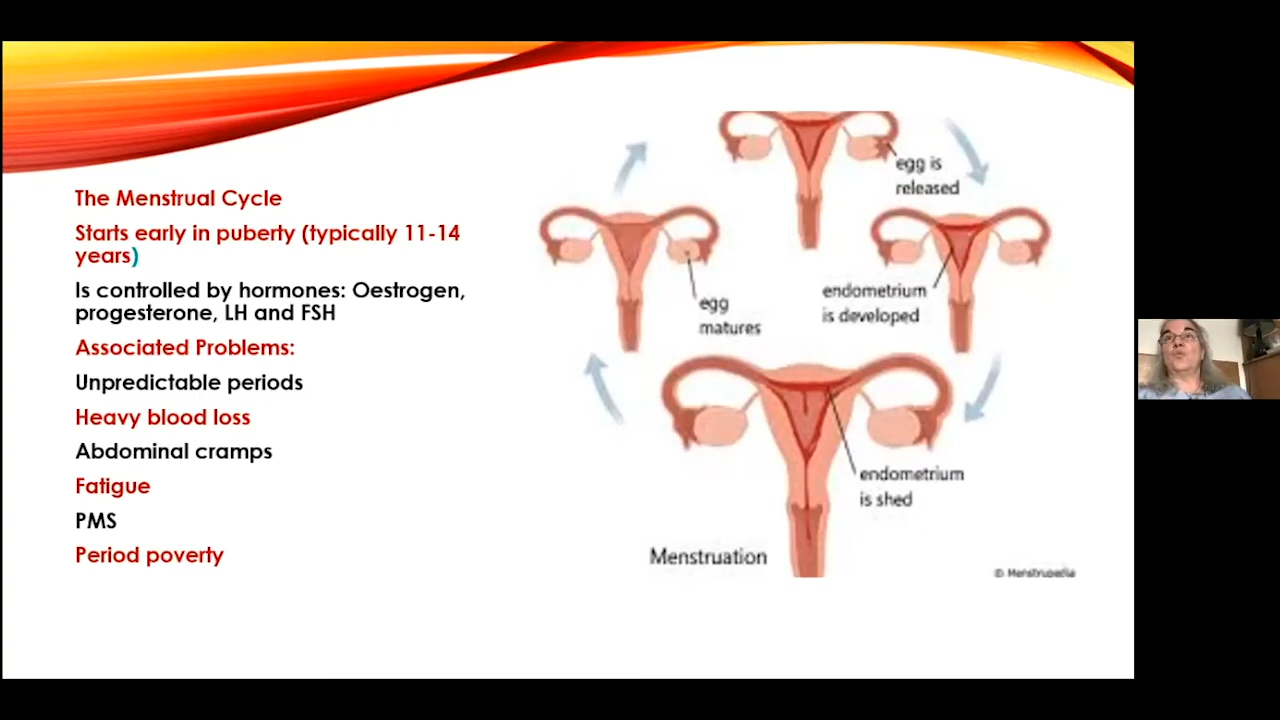 The Menstrual Cycle
Starts early in puberty (typically 11-14
years)
Is controlled by hormones: Oestrogen,
progesterone, LH and FSH
Associated Problems:
Unpredictable periods
Heavy blood loss
Abdominal cramps
Fatigue
PMS
Period poverty
egg is
released
egg
matures
endometrium
is developed
endometrium
is shed
Menstruation
© Menstrupedia